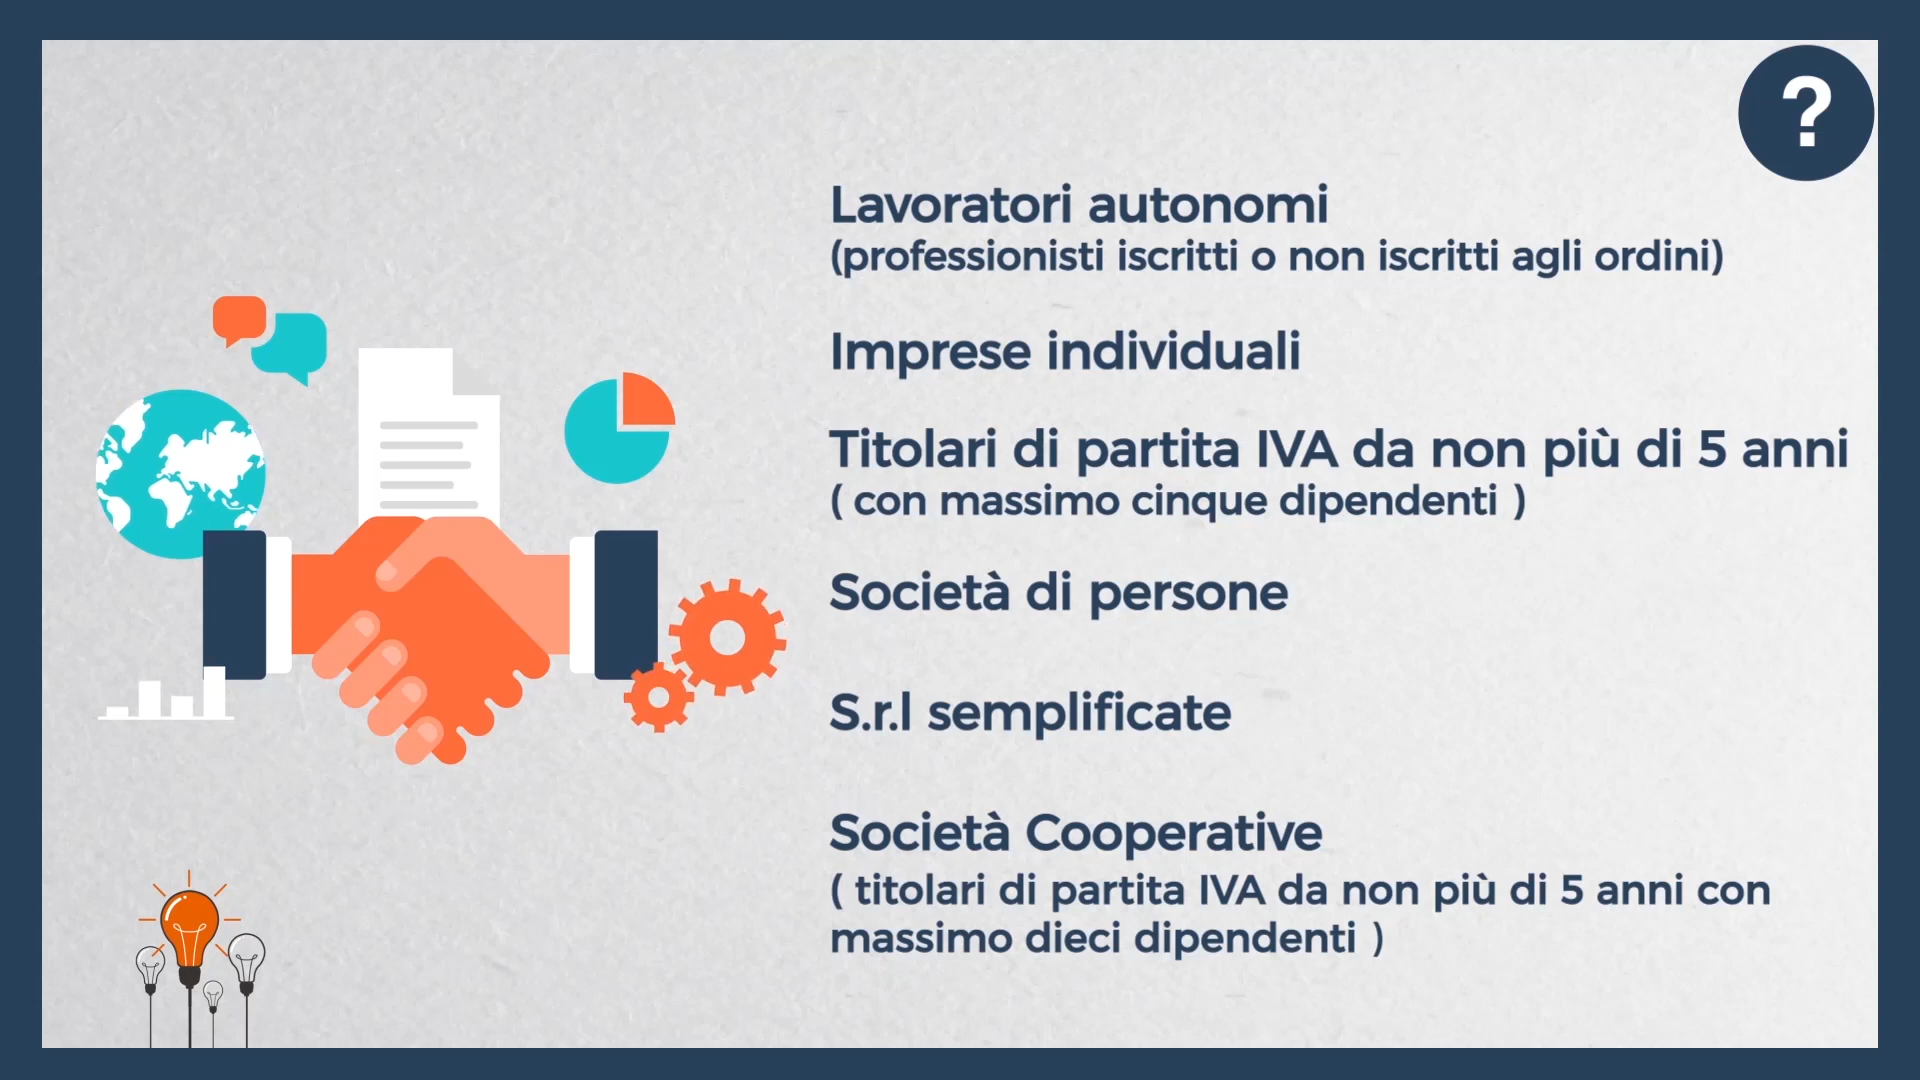 ?
Lavoratori autonomi
(professionisti iscritti o non iscritti agli ordini)
Imprese individuali
Titolari di partita IVA da non più di 5 anni
( con massimo cinque dipendenti )
Società di persone
S.r.l semplificate
Società Cooperative
( titolari di partita IVA da non più di 5 anni con
massimo dieci dipendenti )